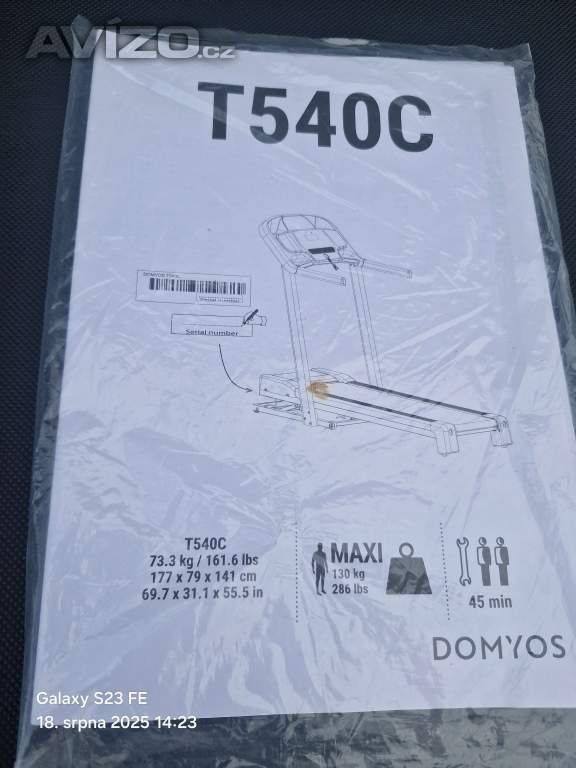 AVÍZO.cz
T540C
Serial number
T540C
73.3 kg / 161.6 lbs
177 x 79 x 141 cm
69.7 x 31.1 x 55.5 in
MAXI
130 kg
286 lbs
45 min
DOMYOS
Galaxy S23 FE
18. srpna 2025 14:23